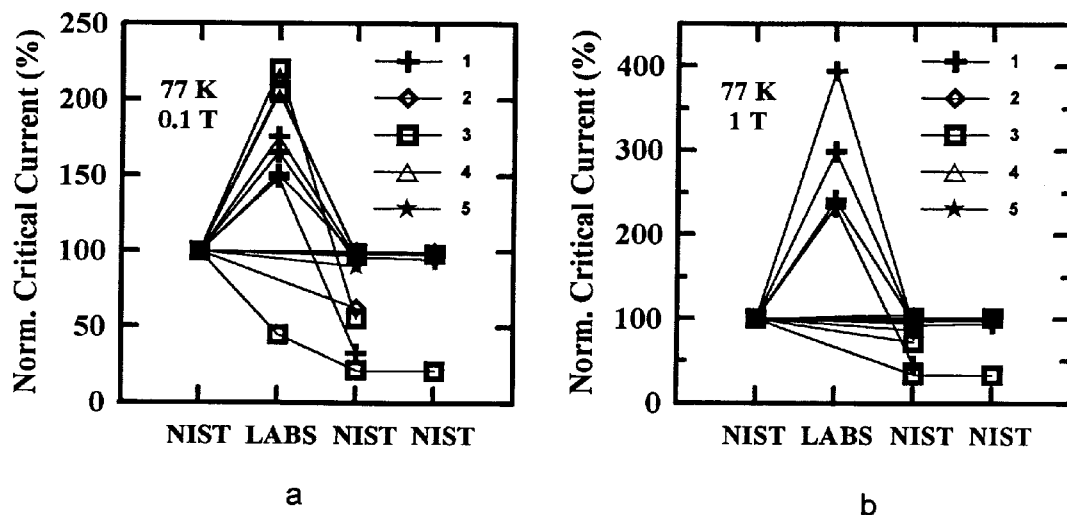 Norm. Critical Current (%)
250
200
150
100
50
0
77 K
0.1 T
1
2
3
4
5
NIST LABS NIST NIST
a
Norm. Critical Current (%)
400
300
200
100
0
77 K
1 T
1
2
3
4
5
NIST LABS NIST NIST
b